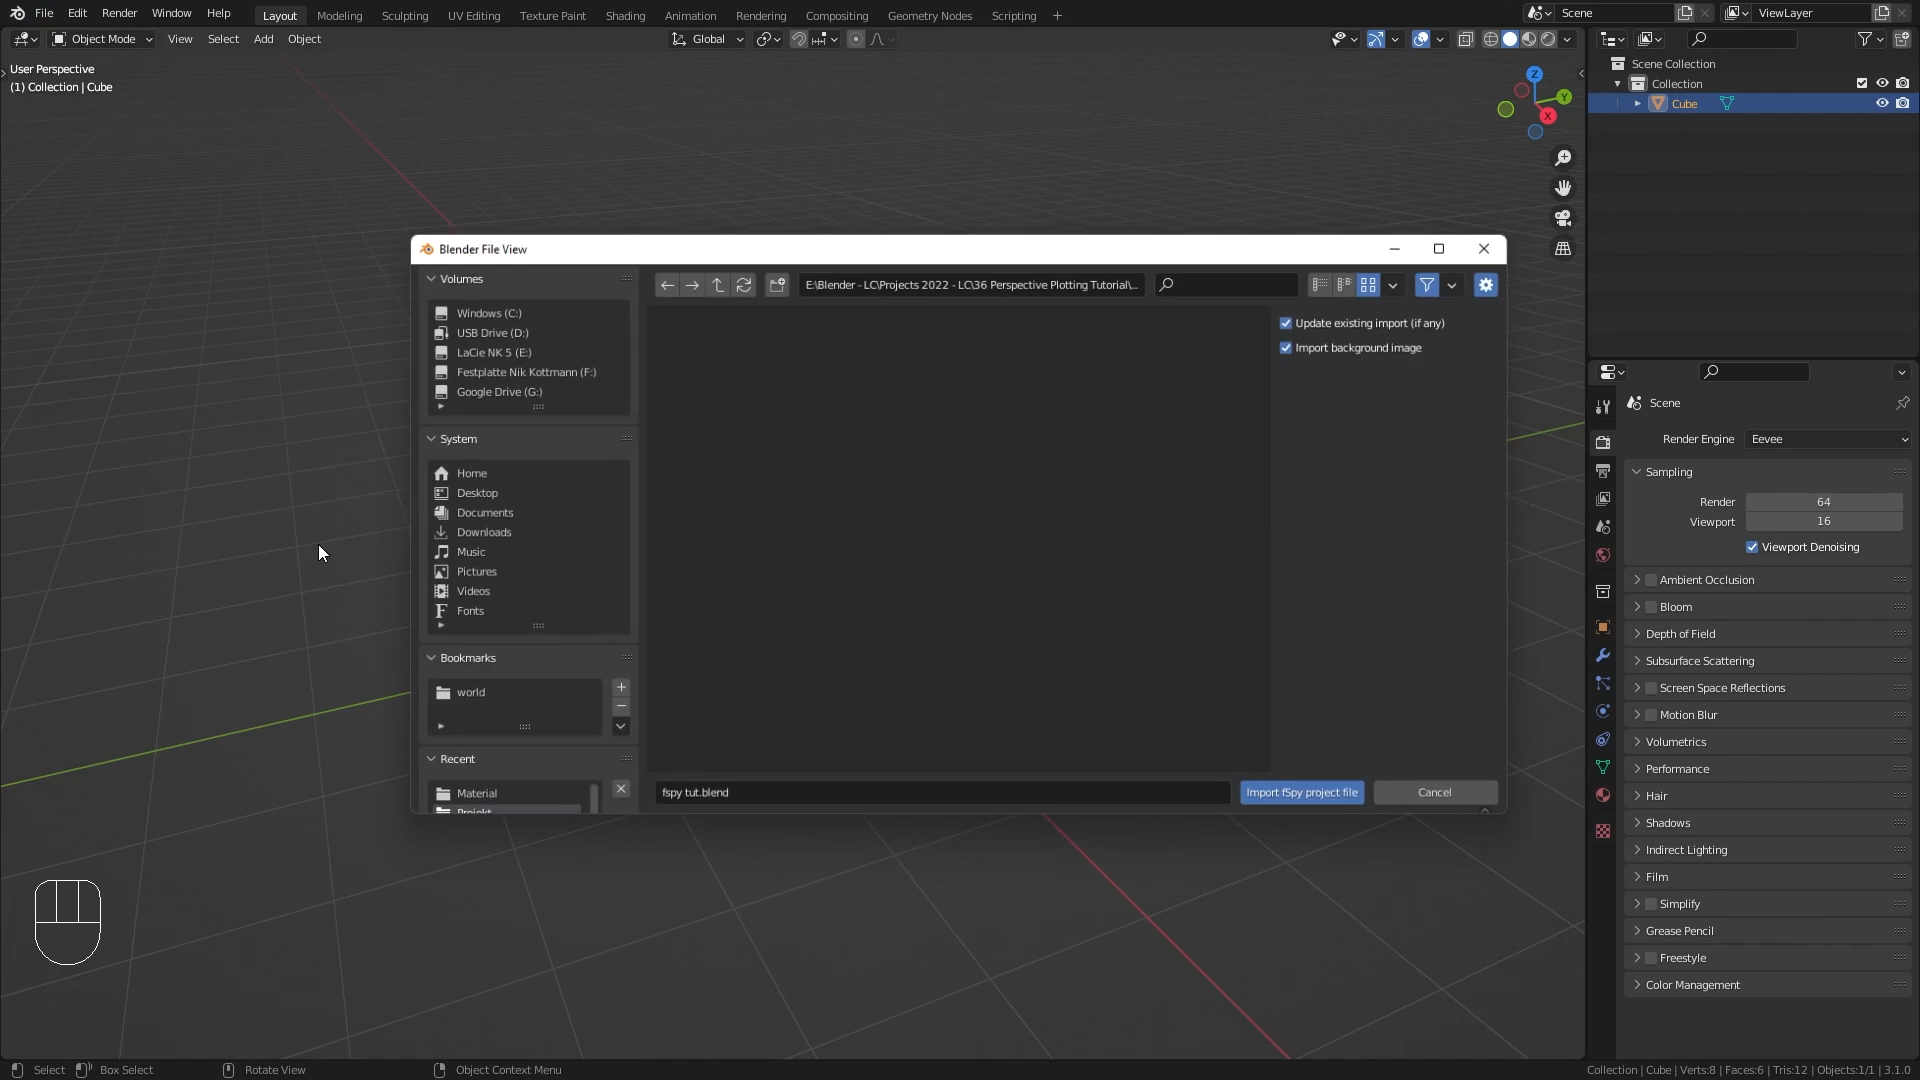 File Edit Render Window Help Layout Modeling Sculpting UV Editing Texture Paint Shading Animation Rendering Compositing Geometry Nodes Scripting + Scene ViewLayer
Object Mode View Select Add Object Global
User Perspective
(1) Collection | Cube
Z
Y
X
Scene Collection
Collection
Cube
Blender File View
Volumes
Windows (C:)
USB Drive (D:)
LaCie NK 5 (E:)
Festplatte Nik Kottmann (F:)
Google Drive (G:)
System
Home
Desktop
Documents
Downloads
Music
Pictures
Videos
Fonts
Bookmarks
world
Recent
Material
Projekt
E:\Blender - LC\Projects 2022 - LC\36 Perspective Plotting Tutorial\...
Update existing import (if any)
Import background image
fspy tut.blend
Import fSpy project file
Cancel
Scene
Render Engine Eevee
Sampling
Render 64
Viewport 16
Viewport Denoising
Ambient Occlusion
Bloom
Depth of Field
Subsurface Scattering
Screen Space Reflections
Motion Blur
Volumetrics
Performance
Hair
Shadows
Indirect Lighting
Film
Simplify
Grease Pencil
Freestyle
Color Management
Select Box Select Rotate View Object Context Menu
Collection | Cube | Verts:8 | Faces:6 | Tris:12 | Objects:1/1 | 3.1.0